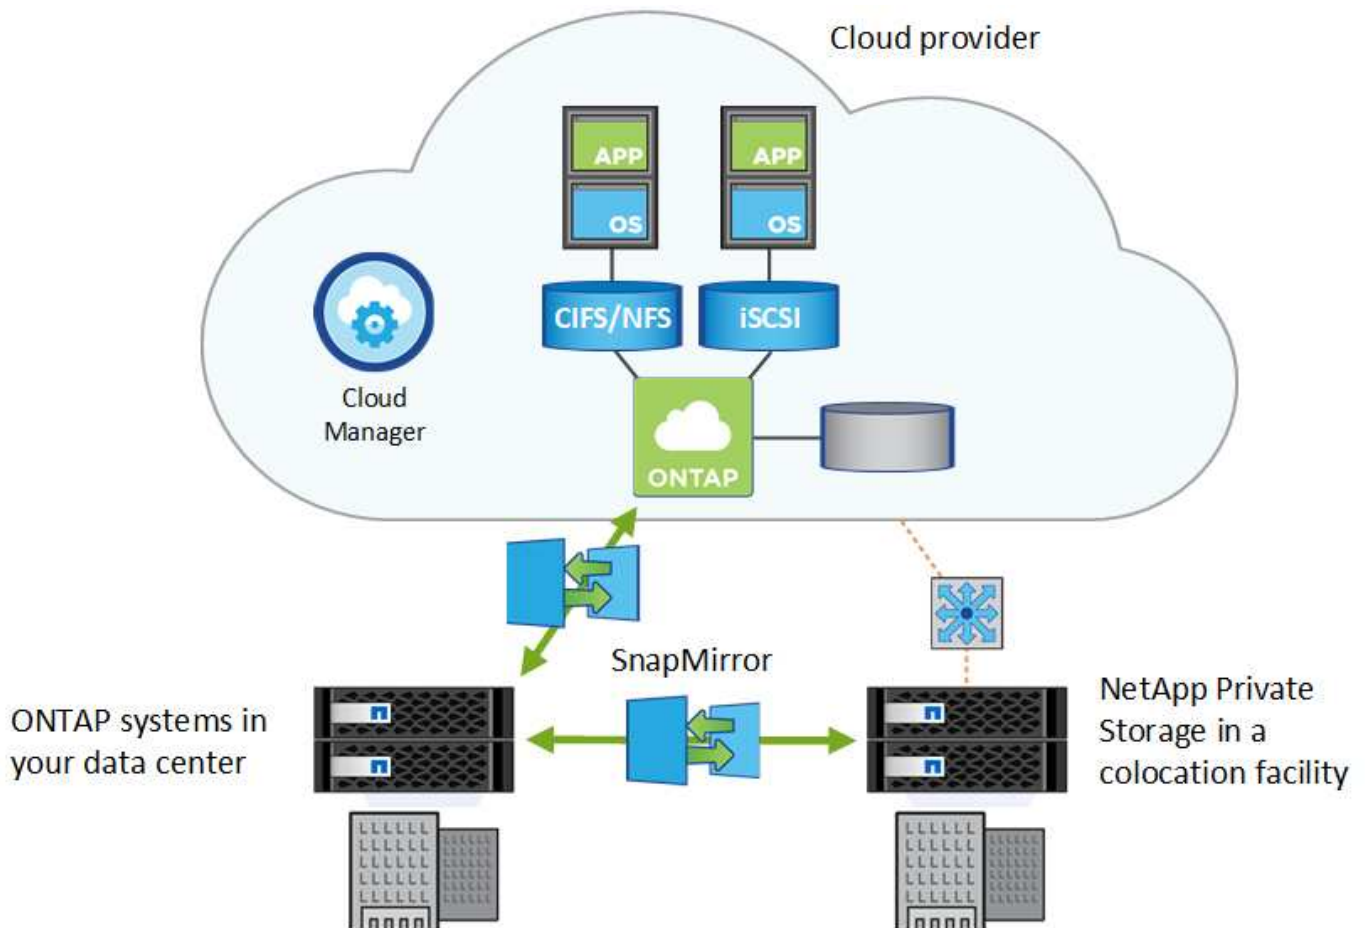 Cloud provider
APP
APP
OS
OS
CIFS/NFS
iSCSI
Cloud
Manager
ONTAP
SnapMirror
ONTAP systems in
your data center
NetApp Private
Storage in a
colocation facility